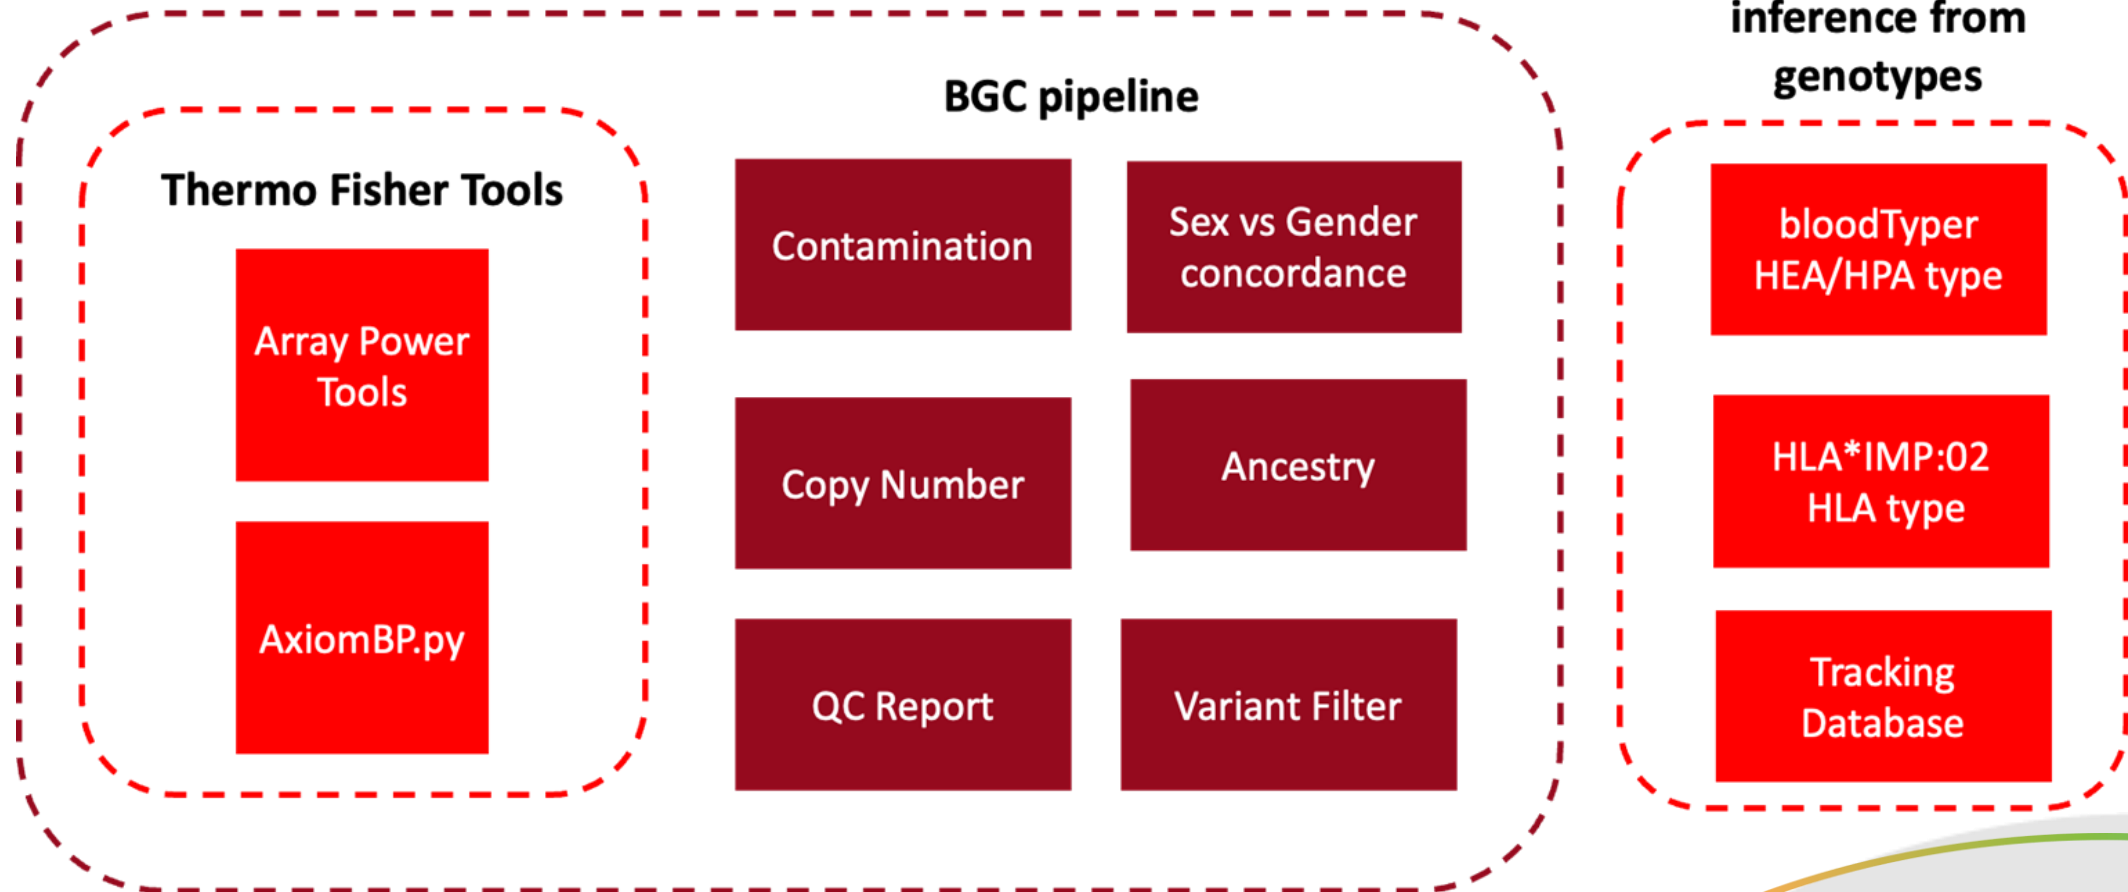 inference from
genotypes
BGC pipeline
Thermo Fisher Tools
Array Power
Tools
AxiomBP.py
Contamination
Sex vs Gender
concordance
Copy Number
Ancestry
QC Report
Variant Filter
bloodTyper
HEA/HPA type
HLA*IMP:02
HLA type
Tracking
Database